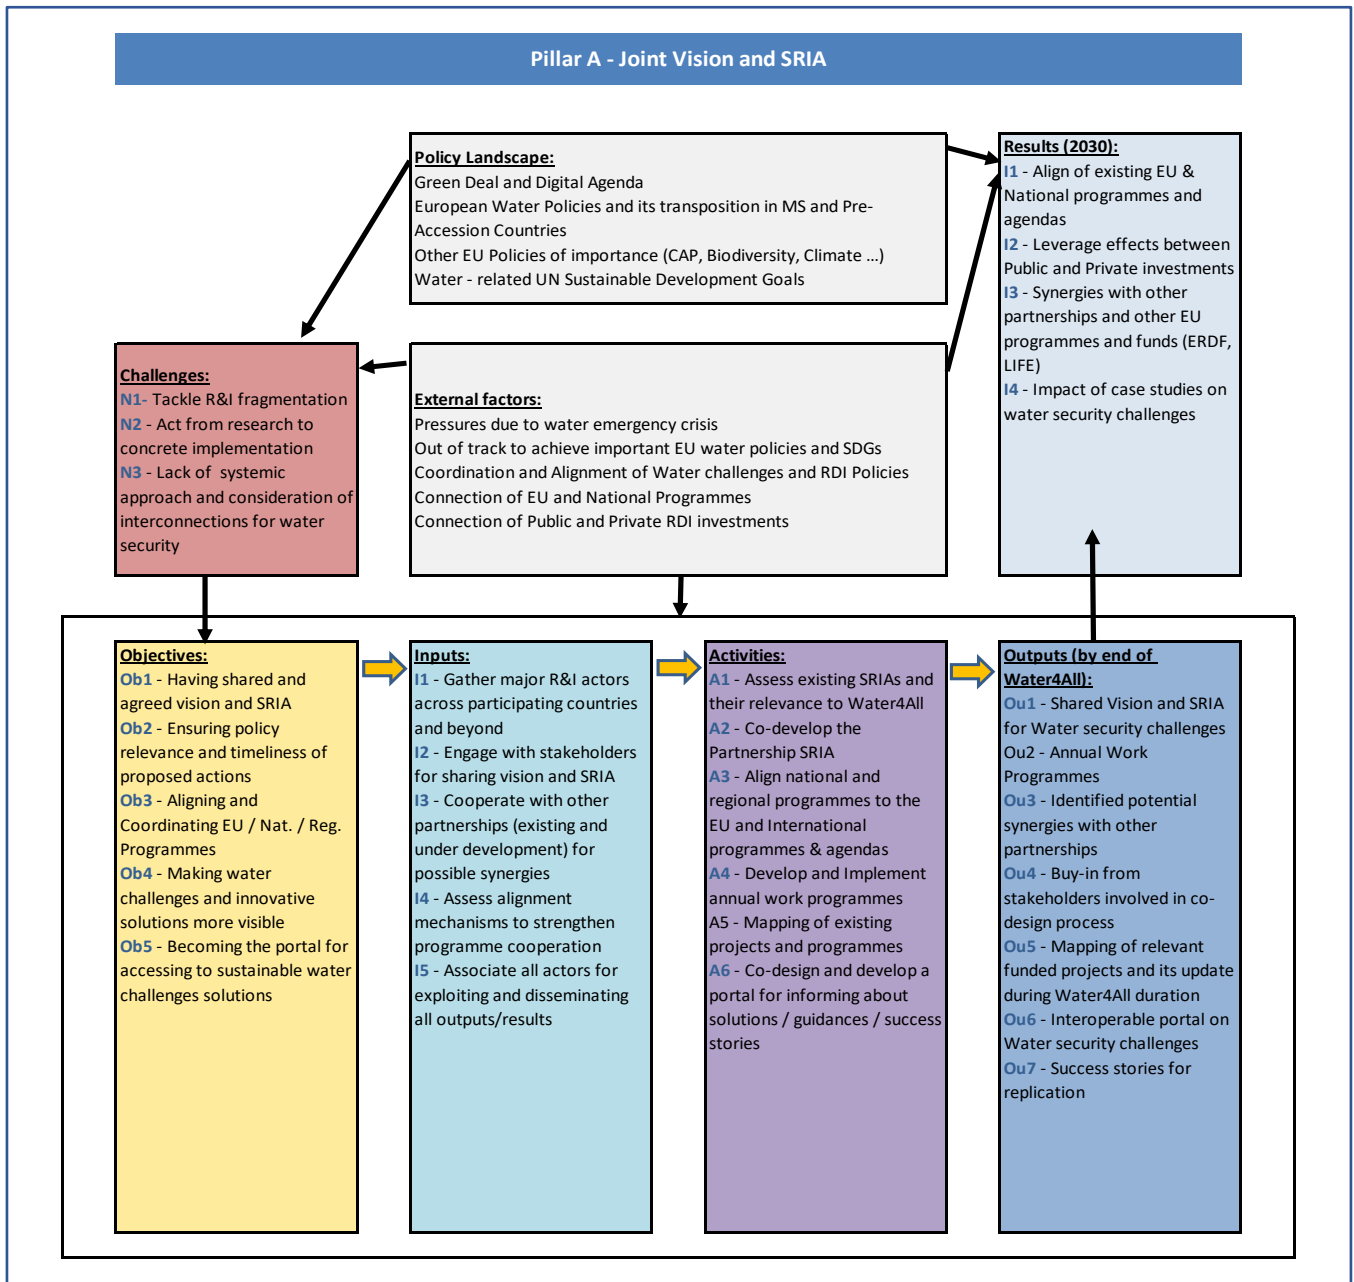 Pillar A - Joint Vision and SRIA
Policy Landscape:
Green Deal and Digital Agenda
European Water Policies and its transposition in MS and Pre-
Accession Countries
Other EU Policies of importance (CAP, Biodiversity, Climate ...)
Water - related UN Sustainable Development Goals
Results (2030):
I1 - Align of existing EU &
National programmes and
agendas
I2 - Leverage effects between
Public and Private investments
I3 - Synergies with other
partnerships and other EU
programmes and funds (ERDF,
LIFE)
I4 - Impact of case studies on
water security challenges
Challenges:
N1- Tackle R&I fragmentation
N2 - Act from research to
concrete implementation
N3 - Lack of systemic
approach and consideration of
interconnections for water
security
External factors:
Pressures due to water emergency crisis
Out of track to achieve important EU water policies and SDGs
Coordination and Alignment of Water challenges and RDI Policies
Connection of EU and National Programmes
Connection of Public and Private RDI investments
Objectives:
Ob1 - Having shared and
agreed vision and SRIA
Ob2 - Ensuring policy
relevance and timeliness of
proposed actions
Ob3 - Aligning and
Coordinating EU / Nat. / Reg.
Programmes
Ob4 - Making water
challenges and innovative
solutions more visible
Ob5 - Becoming the portal for
accessing to sustainable water
challenges solutions
Inputs:
I1 - Gather major R&I actors
across participating countries
and beyond
I2 - Engage with stakeholders
for sharing vision and SRIA
I3 - Cooperate with other
partnerships (existing and
under development) for
possible synergies
I4 - Assess alignment
mechanisms to strengthen
programme cooperation
I5 - Associate all actors for
exploiting and disseminating
all outputs/results
Activities:
A1 - Assess existing SRIAs and
their relevance to Water4All
A2 - Co-develop the
Partnership SRIA
A3 - Align national and
regional programmes to the
EU and International
programmes & agendas
A4 - Develop and Implement
annual work programmes
A5 - Mapping of existing
projects and programmes
A6 - Co-design and develop a
portal for informing about
solutions / guidances / success
stories
Outputs (by end of
Water4All):
Ou1 - Shared Vision and SRIA
for Water security challenges
Ou2 - Annual Work
Programmes
Ou3 - Identified potential
synergies with other
partnerships
Ou4 - Buy-in from
stakeholders involved in co-
design process
Ou5 - Mapping of relevant
funded projects and its update
during Water4All duration
Ou6 - Interoperable portal on
Water security challenges
Ou7 - Success stories for
replication